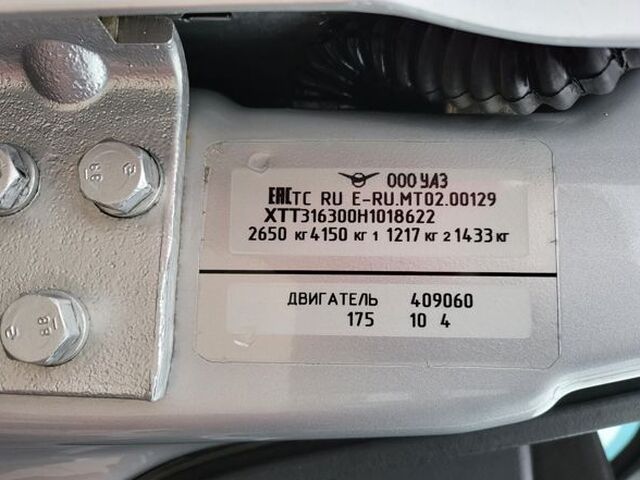 ООО УАЗ
ЕАС ТС RU E-RU.MT02.00129
XTT316300H1018622
2650 кг 4150 кг 1 1217 кг 2 1433 кг
ДВИГАТЕЛЬ 409060
175 10 4
88